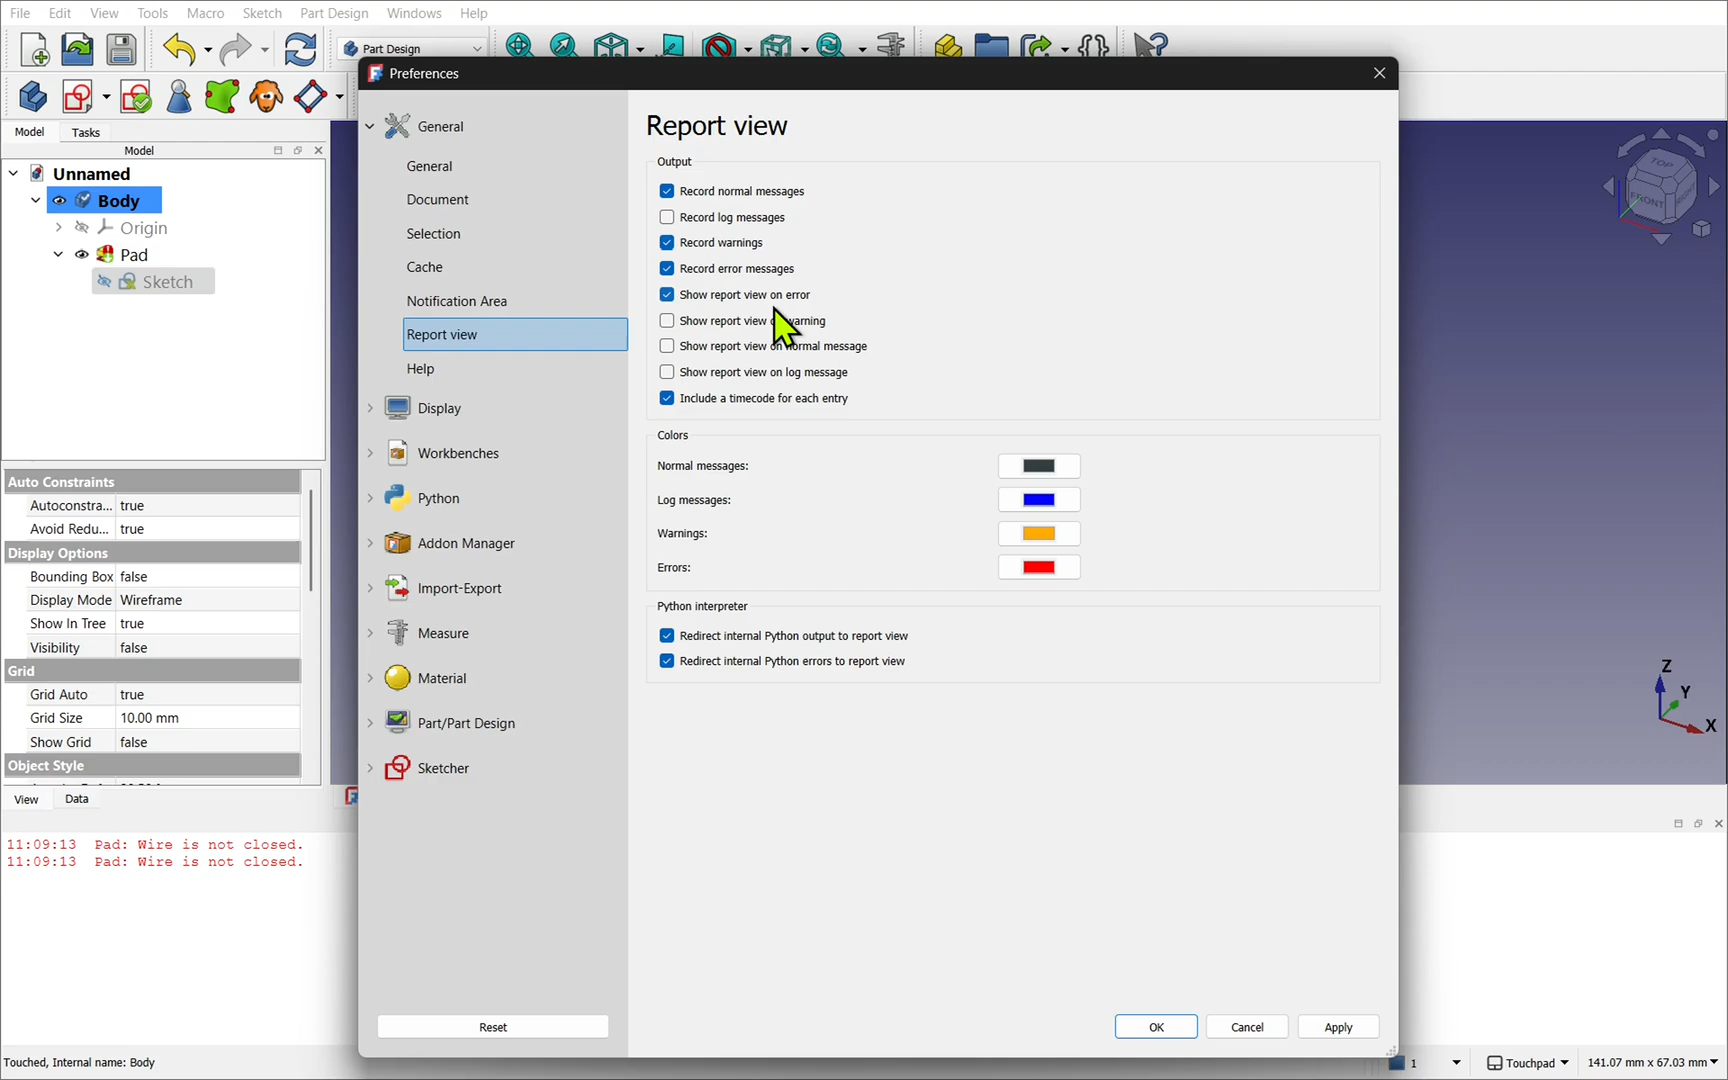 File Edit View Tools Macro Sketch Part Design Windows Help
Part Design
Preferences
Model Tasks
Model
Unnamed
Body
Origin
Pad
Sketch
Auto Constraints
Autoconstra... true
Avoid Redu... true
Display Options
Bounding Box false
Display Mode Wireframe
Show In Tree true
Visibility false
Grid
Grid Auto true
Grid Size 10.00 mm
Show Grid false
Object Style
View Data
11:09:13 Pad: Wire is not closed.
11:09:13 Pad: Wire is not closed.
General
General
Document
Selection
Cache
Notification Area
Report view
Help
Display
Workbenches
Python
Addon Manager
Import-Export
Measure
Material
Part/Part Design
Sketcher
Reset
Report view
Output
Record normal messages
Record log messages
Record warnings
Record error messages
Show report view on error
Show report view warning
Show report view on normal message
Show report view on log message
Include a timecode for each entry
Colors
Normal messages:
Log messages:
Warnings:
Errors:
Python interpreter
Redirect internal Python output to report view
Redirect internal Python errors to report view
OK Cancel Apply
TOP
FRONT
RIGHT
Z
Y
X
Touched, Internal name: Body
1 Touchpad 141.07 mm x 67.03 mm